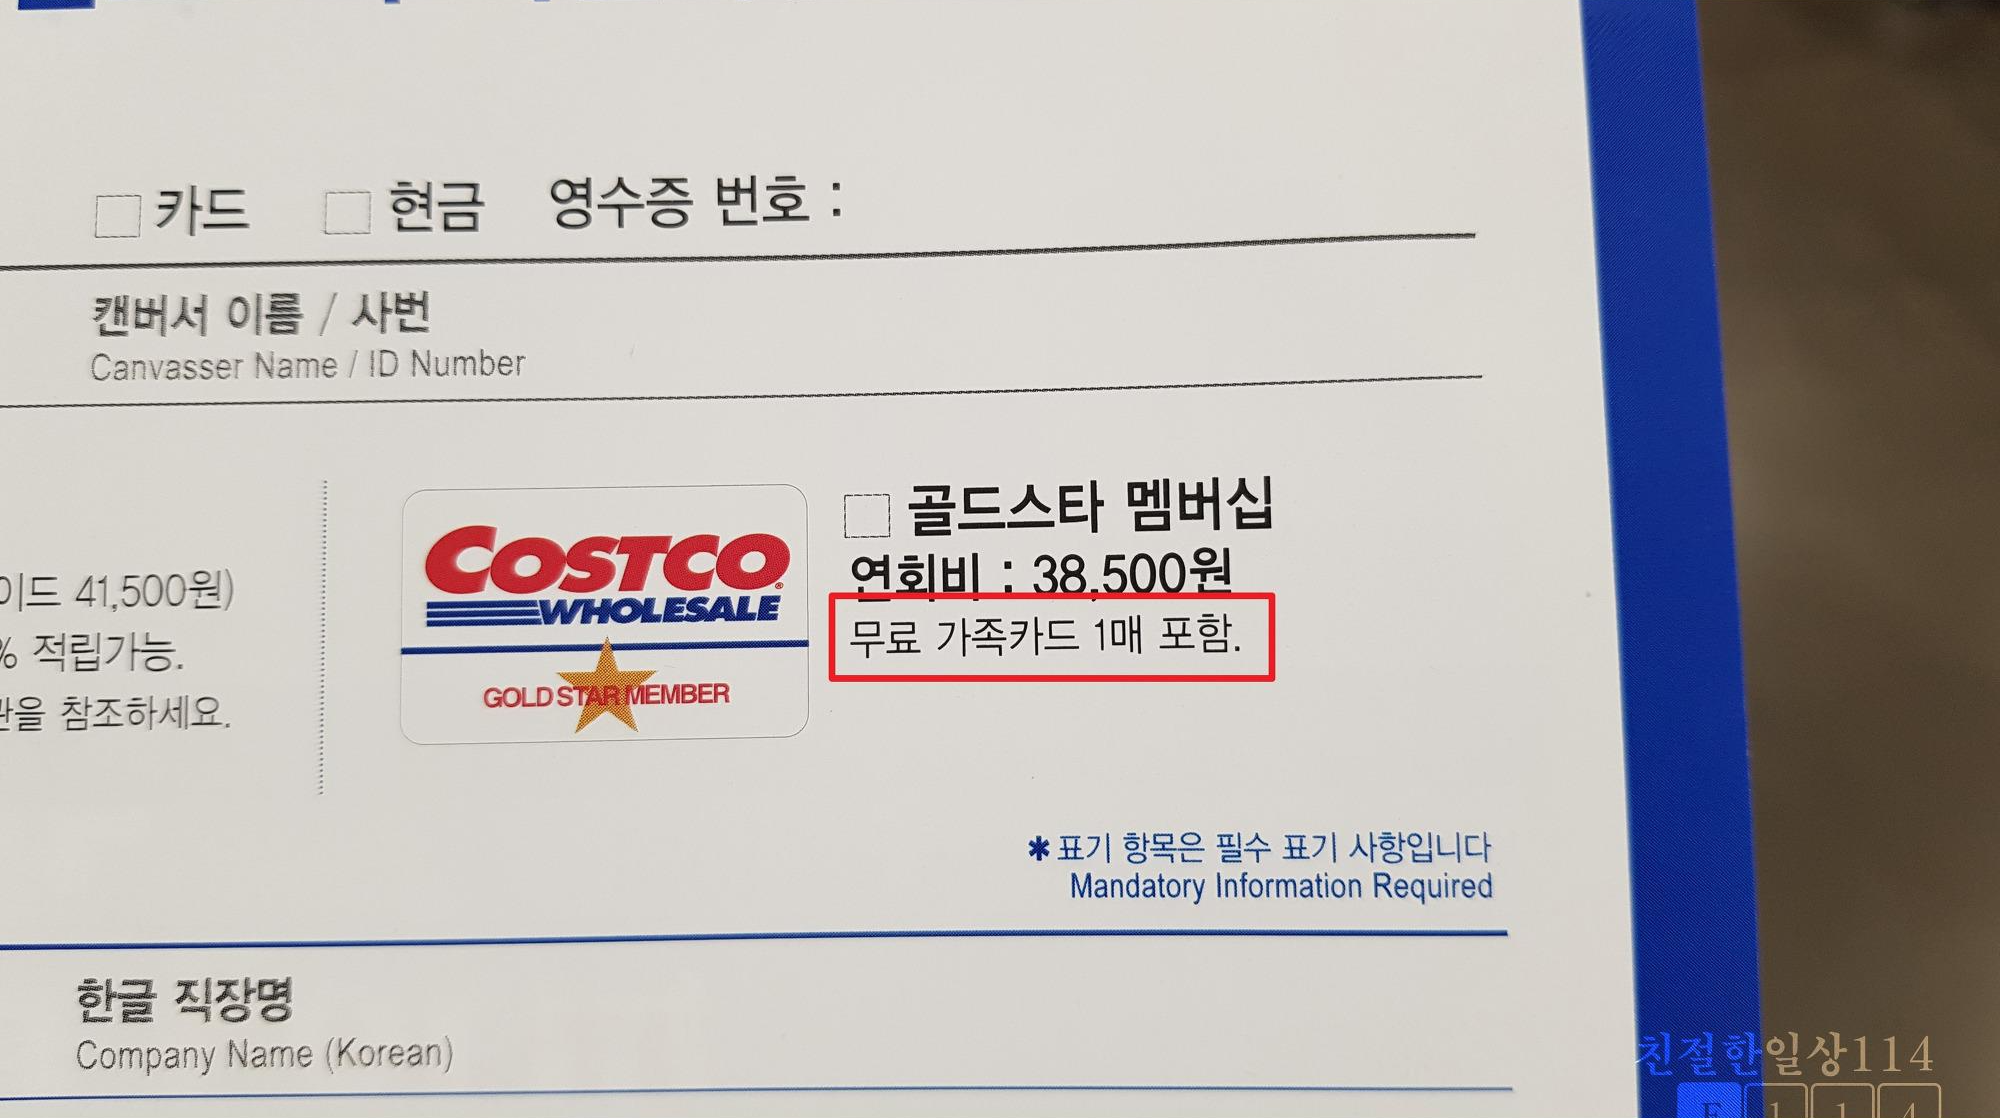 카드 현금 영수증 번호 :
캔버서 이름 / 사번
Canvasser Name / ID Number
41,500원)
% 적립가능.
참조하세요.
COSTCO
WHOLESALE
GOLD STAR MEMBER
골드스타 멤버십
연회비 : 38,500원
무료 가족카드 1매 포함.
* 표기 항목은 필수 표기 사항입니다
Mandatory Information Required
한글 직장명
Company Name (Korean)
친절한일상114
F 1 1 4